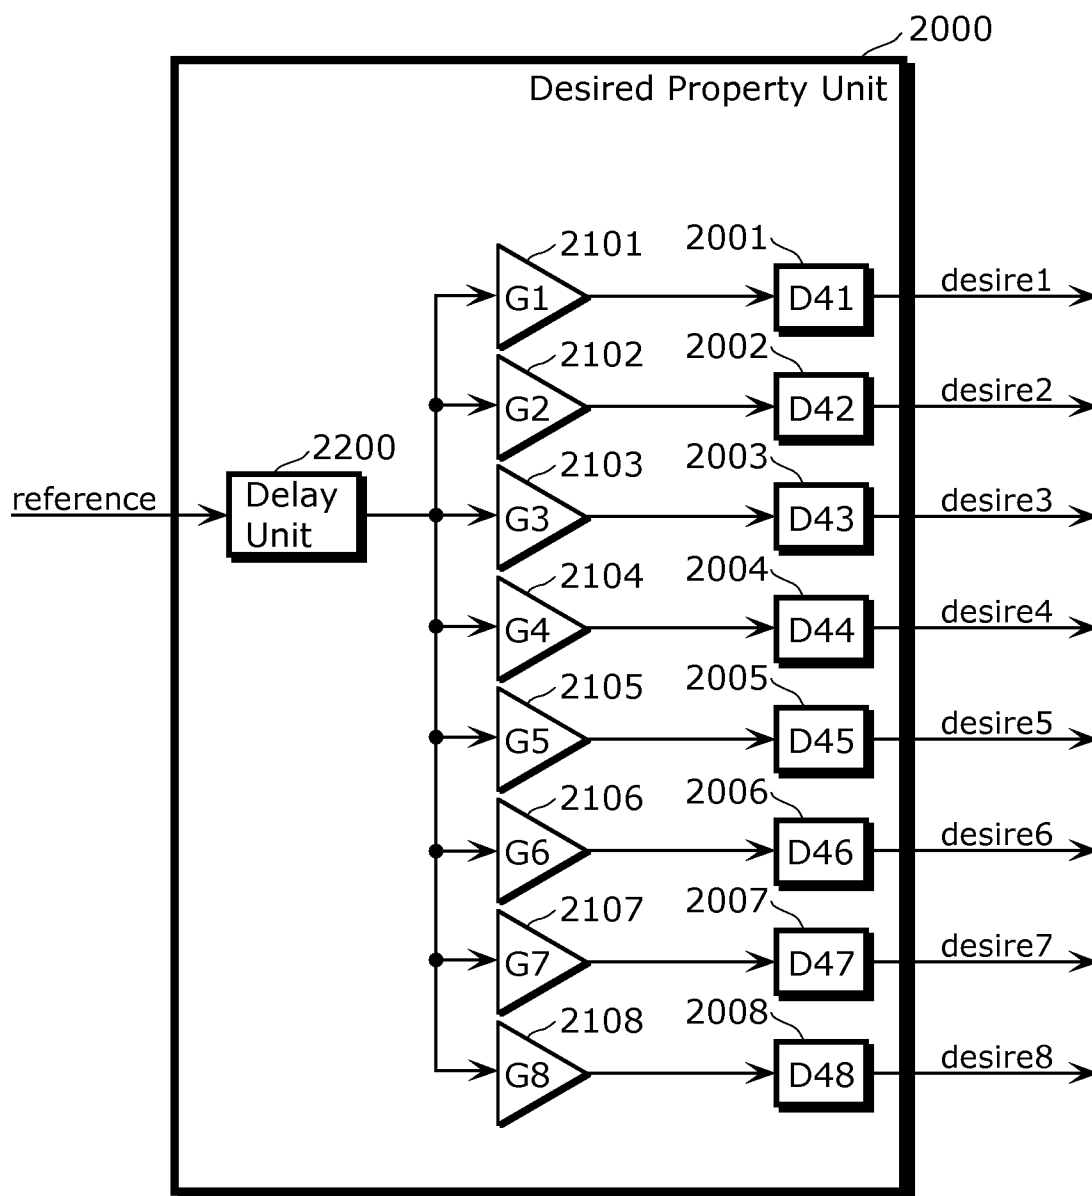 2000
Desired Property Unit
2101
2001
G1
D41
desire1
2102
2002
G2
D42
desire2
2200
2103
2003
reference
Delay
Unit
G3
D43
desire3
2104
2004
G4
D44
desire4
2105
2005
G5
D45
desire5
2106
2006
G6
D46
desire6
2107
2007
G7
D47
desire7
2108
2008
G8
D48
desire8